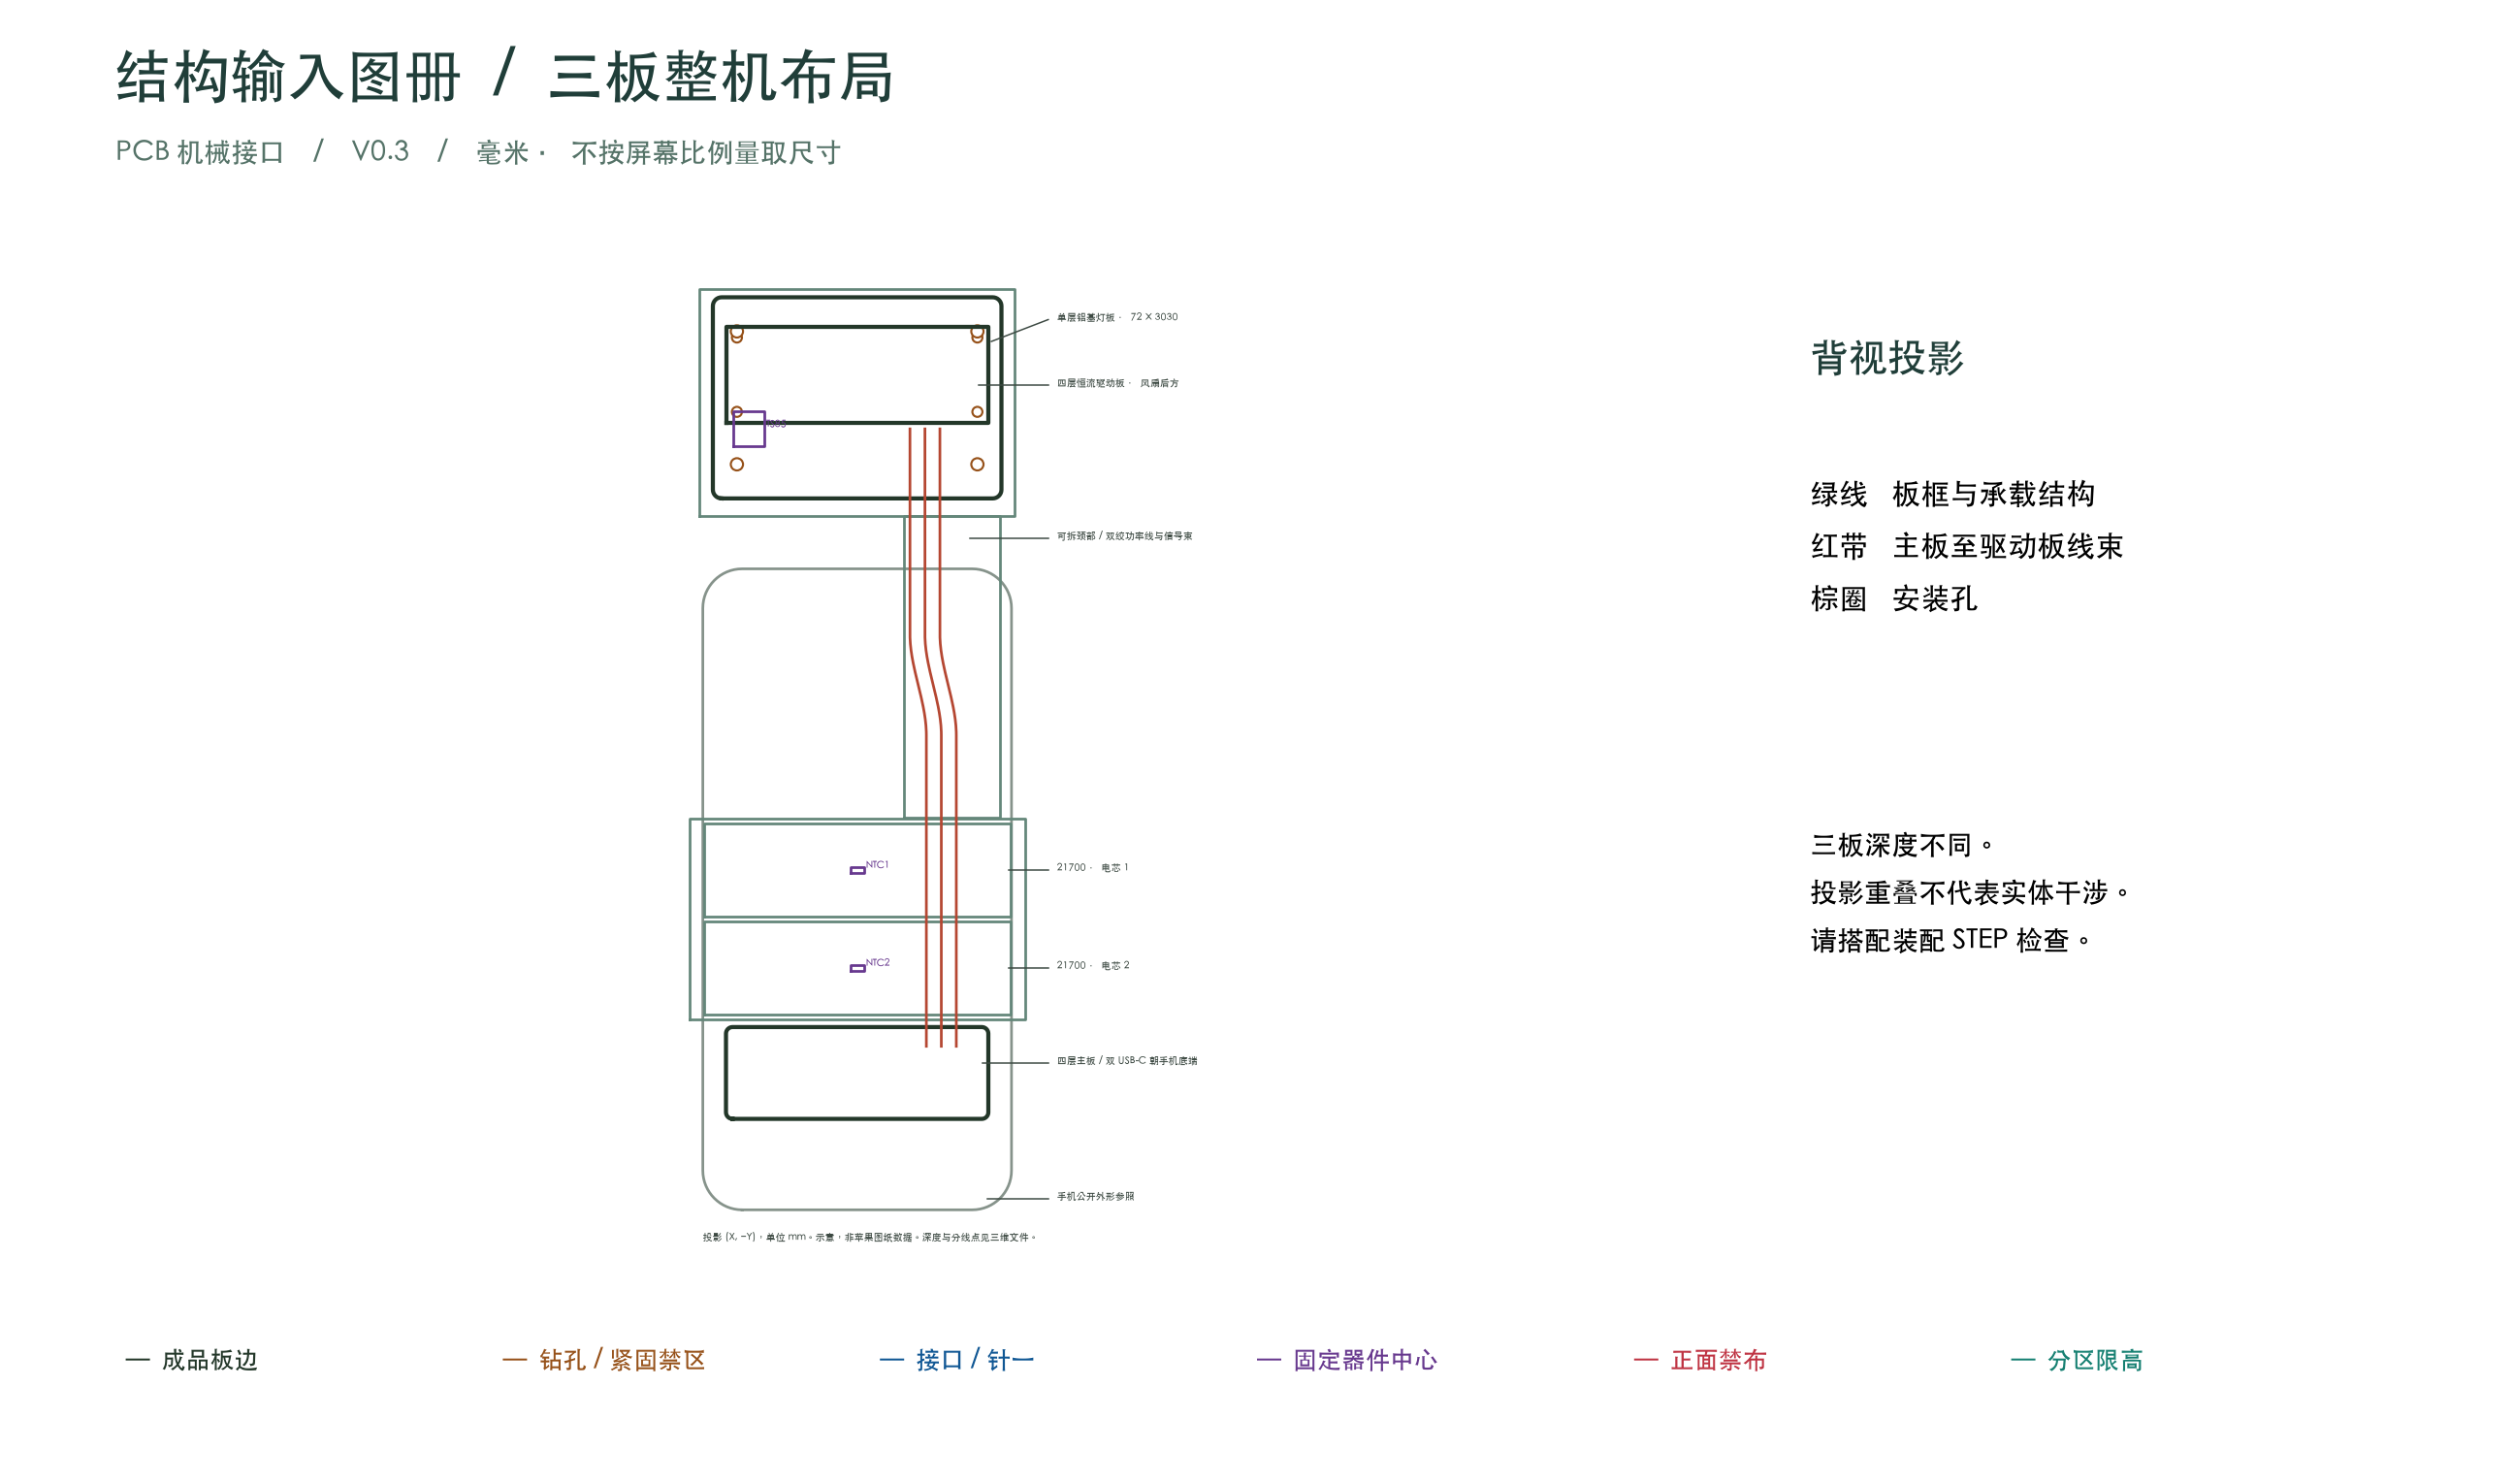 结构输入图册 / 三板整机布局
PCB 机械接口 / V0.3 / 毫米 · 不按屏幕比例量取尺寸
单层铝基灯板 · 72 × 3030
四层恒流驱动板 · 风扇后方
可拆颈部 / 双绞功率线与信号束
NTC1
21700 · 电芯 1
NTC2
21700 · 电芯 2
四层主板 / 双 USB-C 朝手机底端
手机公开外形参照
投影 (X, −Y),单位 mm。示意,非苹果图纸数据。深度与分线点见三维文件。
背视投影
绿线 板框与承载结构
红带 主板至驱动板线束
棕圈 安装孔
三板深度不同。
投影重叠不代表实体干涉。
请搭配装配 STEP 检查。
成品板边
钻孔 / 紧固禁区
接口 / 针一
固定器件中心
正面禁布
分区限高